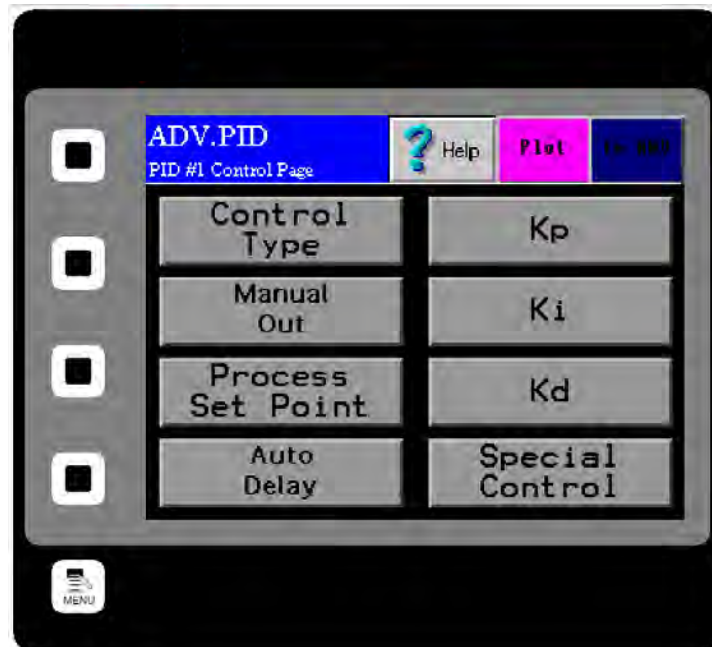 ADV.PID
PID #1 Control Page
Help
Plot
Control
Type
Kp
Manual
Out
Ki
Process
Set Point
Kd
Auto
Delay
Special
Control
MENU